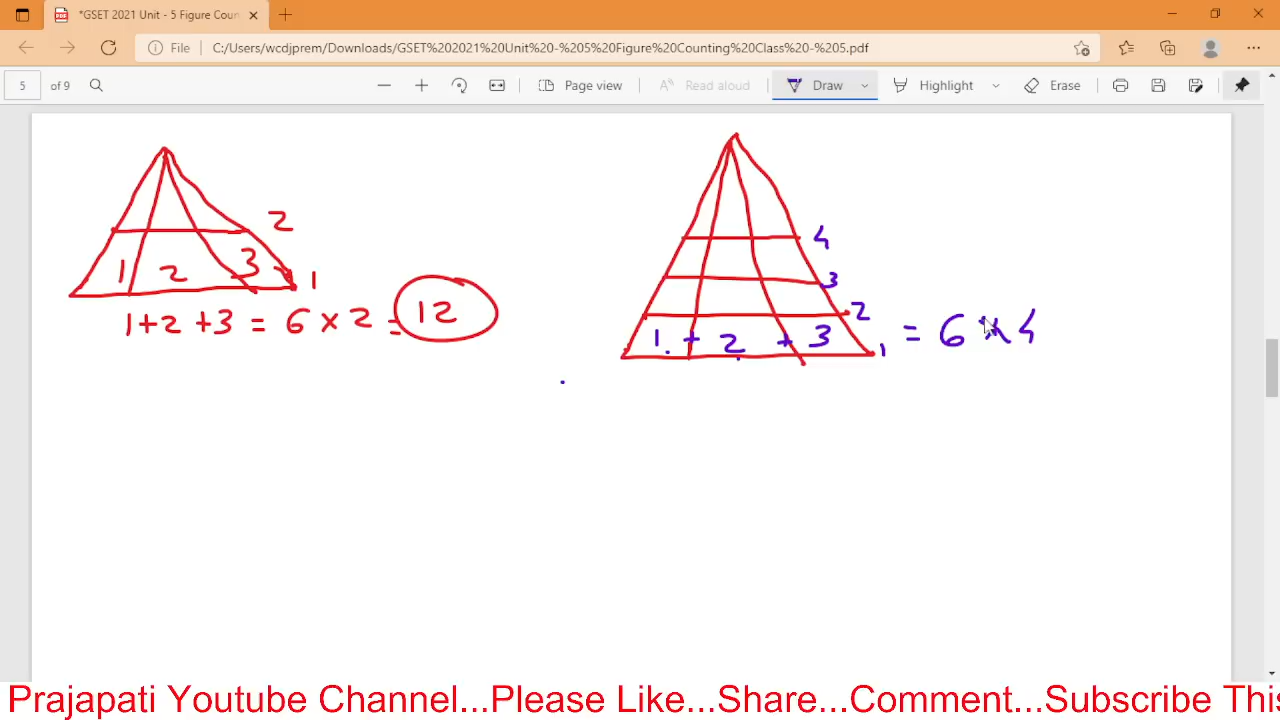 *GSET 2021 Unit - 5 Figure Coun
File C:/Users/wcdjprem/Downloads/GSET%202021%20Unit%20-%205%20Figure%20Counting%20Class%20-%205.pdf
5 of 9 Page view Read aloud Draw Highlight Erase
2
1 2 3 1
1+2+3 = 6 × 2 = 12
4
3
2
1 + 2 + 3 1 = 6 × 4
Prajapati Youtube Channel...Please Like...Share...Comment...Subscribe This